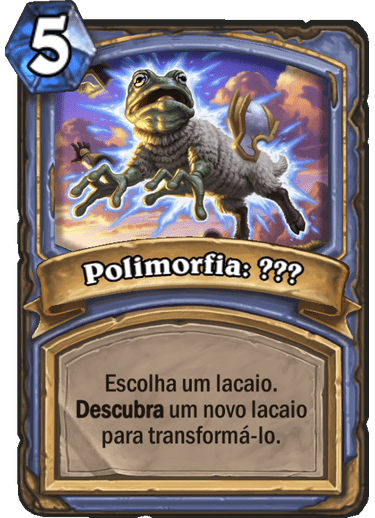 5
Polimorfia: ???
Escolha um lacaio.
Descubra um novo lacaio
para transformá-lo.